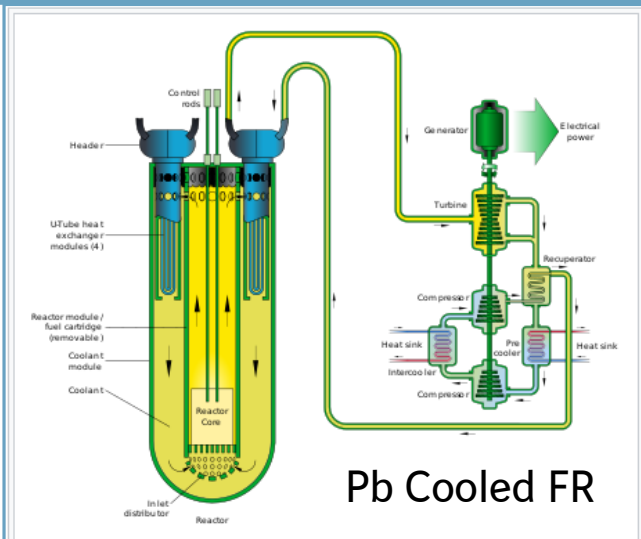 Control
rods
Header
U-Tube heat
exchanger
modules (4)
Reactor module /
fuel cartridge
(removable)
Coolant
module
Coolant
Reactor
Core
Inlet
distributor
Reactor
Generator
Electrical
power
Turbine
Recuperator
Compressor
Heat sink
Pre
cooler
Heat sink
Intercooler
Compressor
Pb Cooled FR